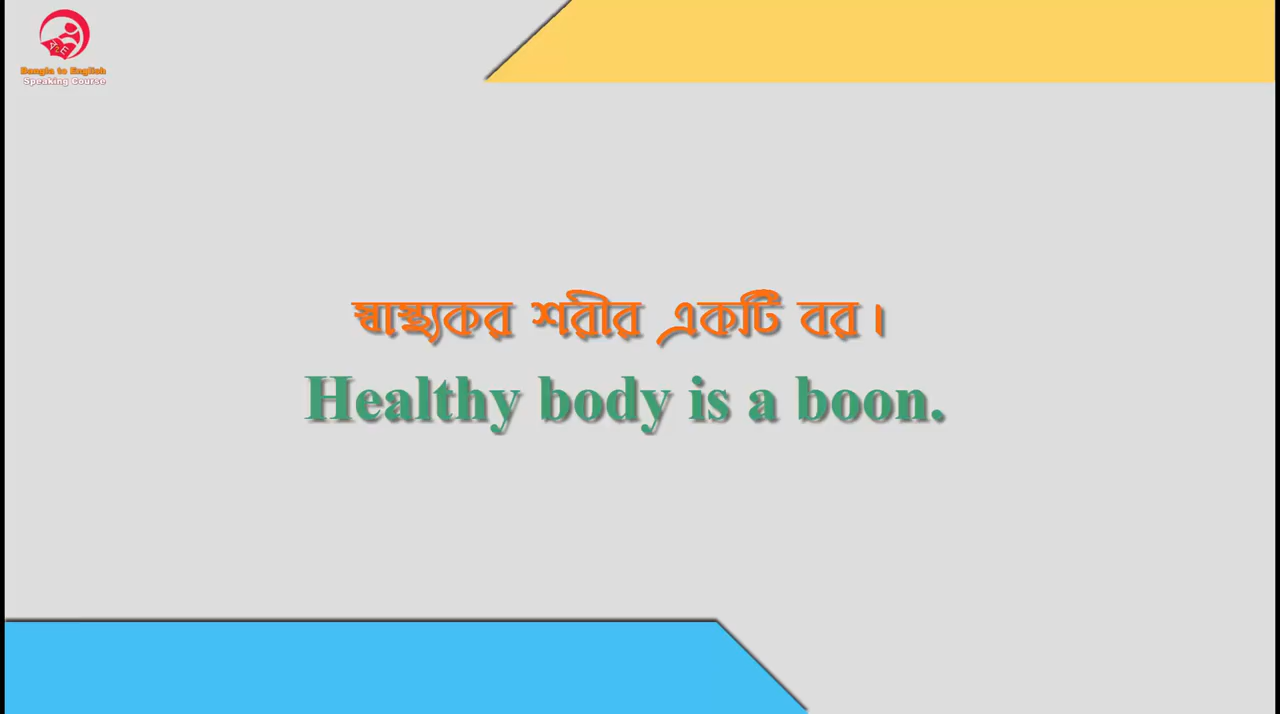 Bangla to English
Speaking Course
স্বাস্থ্যকর শরীর একটি বর।
Healthy body is a boon.